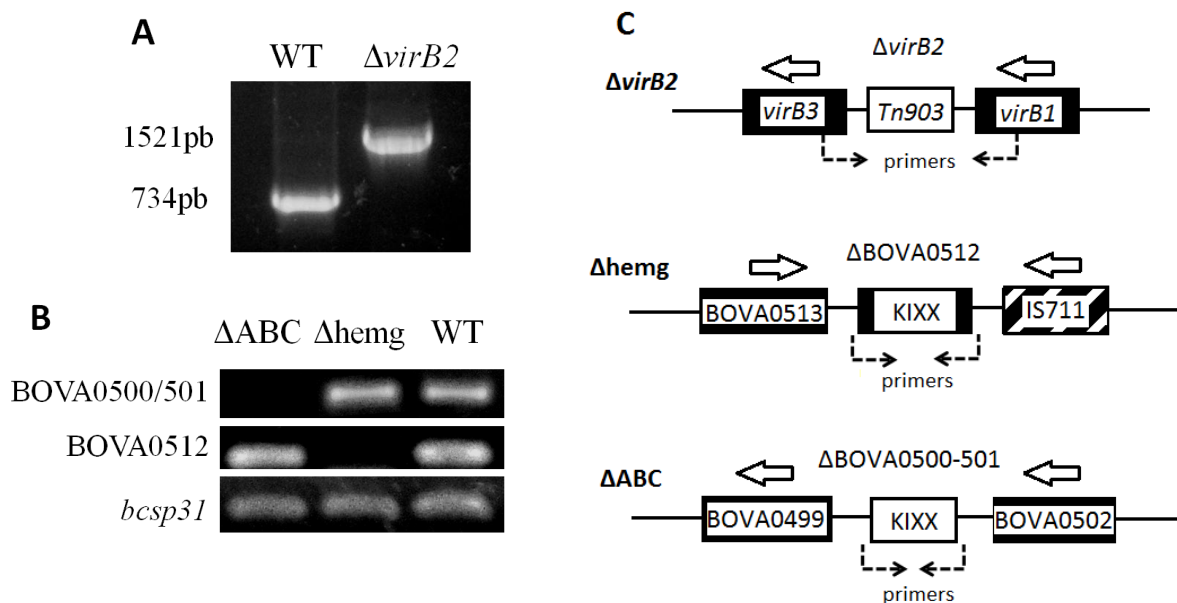 A
WT ΔvirB2
1521pb
734pb
B
ΔABC Δhemg WT
BOVA0500/501
BOVA0512
bcsp31
C
ΔvirB2
ΔvirB2
virB3 Tn903 virB1
primers
Δhemg
ΔBOVA0512
BOVA0513 KIXX IS711
primers
ΔABC
ΔBOVA0500-501
BOVA0499 KIXX BOVA0502
primers